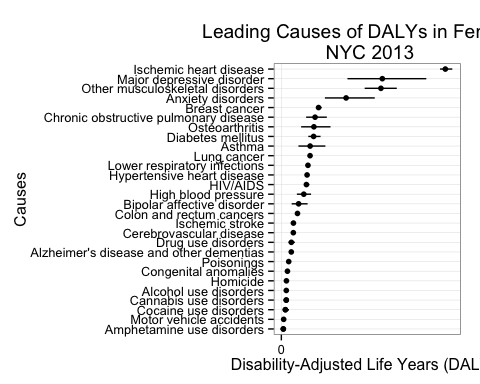 Leading Causes of DALYs in Fer
NYC 2013
Causes
Ischemic heart disease
Major depressive disorder
Other musculoskeletal disorders
Anxiety disorders
Breast cancer
Chronic obstructive pulmonary disease
Osteoarthritis
Diabetes mellitus
Asthma
Lung cancer
Lower respiratory infections
Hypertensive heart disease
HIV/AIDS
High blood pressure
Bipolar affective disorder
Colon and rectum cancers
Ischemic stroke
Cerebrovascular disease
Drug use disorders
Alzheimer's disease and other dementias
Poisonings
Congenital anomalies
Homicide
Alcohol use disorders
Cannabis use disorders
Cocaine use disorders
Motor vehicle accidents
Amphetamine use disorders
0
Disability-Adjusted Life Years (DAL